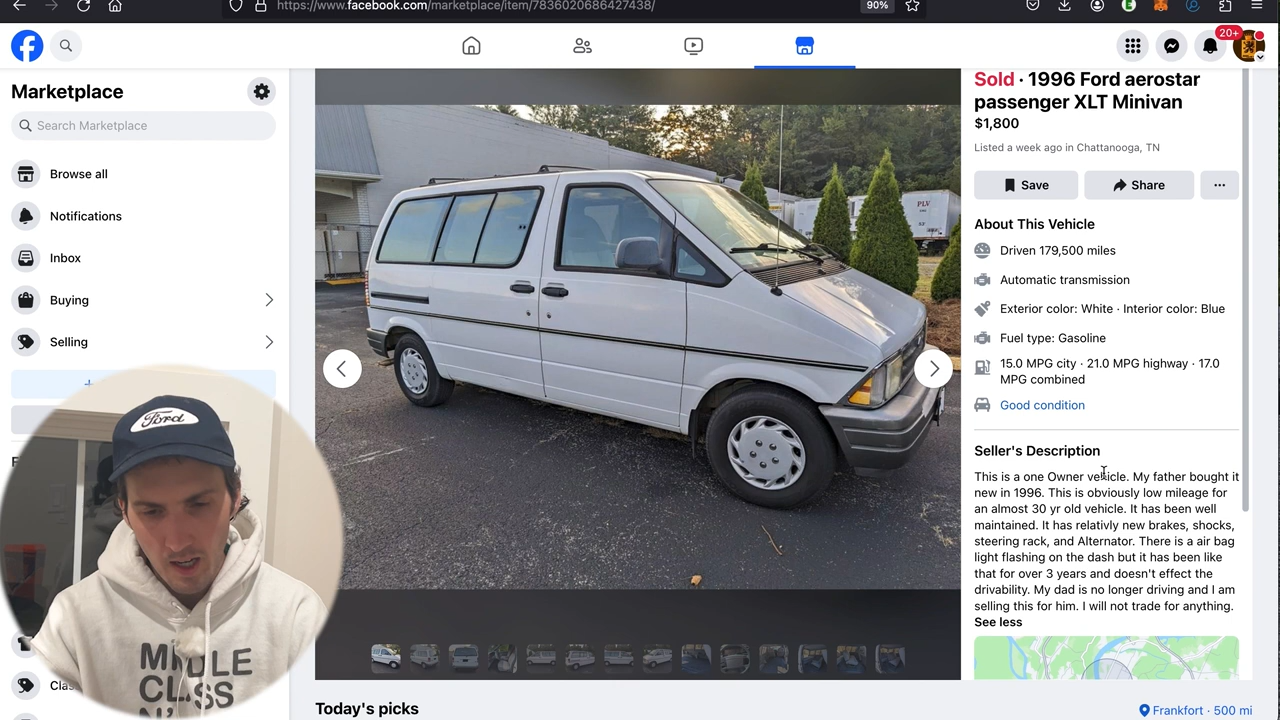 https://www.facebook.com/marketplace/item/7836020686427438/
90%
20+
Marketplace
Search Marketplace
Browse all
Notifications
Inbox
Buying
Selling
Sold · 1996 Ford aerostar
passenger XLT Minivan
$1,800
Listed a week ago in Chattanooga, TN
Save
Share
About This Vehicle
Driven 179,500 miles
Automatic transmission
Exterior color: White · Interior color: Blue
Fuel type: Gasoline
15.0 MPG city · 21.0 MPG highway · 17.0
MPG combined
Good condition
Seller's Description
This is a one Owner vehicle. My father bought it
new in 1996. This is obviously low mileage for
an almost 30 yr old vehicle. It has been well
maintained. It has relativly new brakes, shocks,
steering rack, and Alternator. There is a air bag
light flashing on the dash but it has been like
that for over 3 years and doesn't effect the
drivability. My dad is no longer driving and I am
selling this for him. I will not trade for anything.
See less
PLV
Ford
MIDDLE
CLASS
Clas
Today's picks
Frankfort · 500 mi